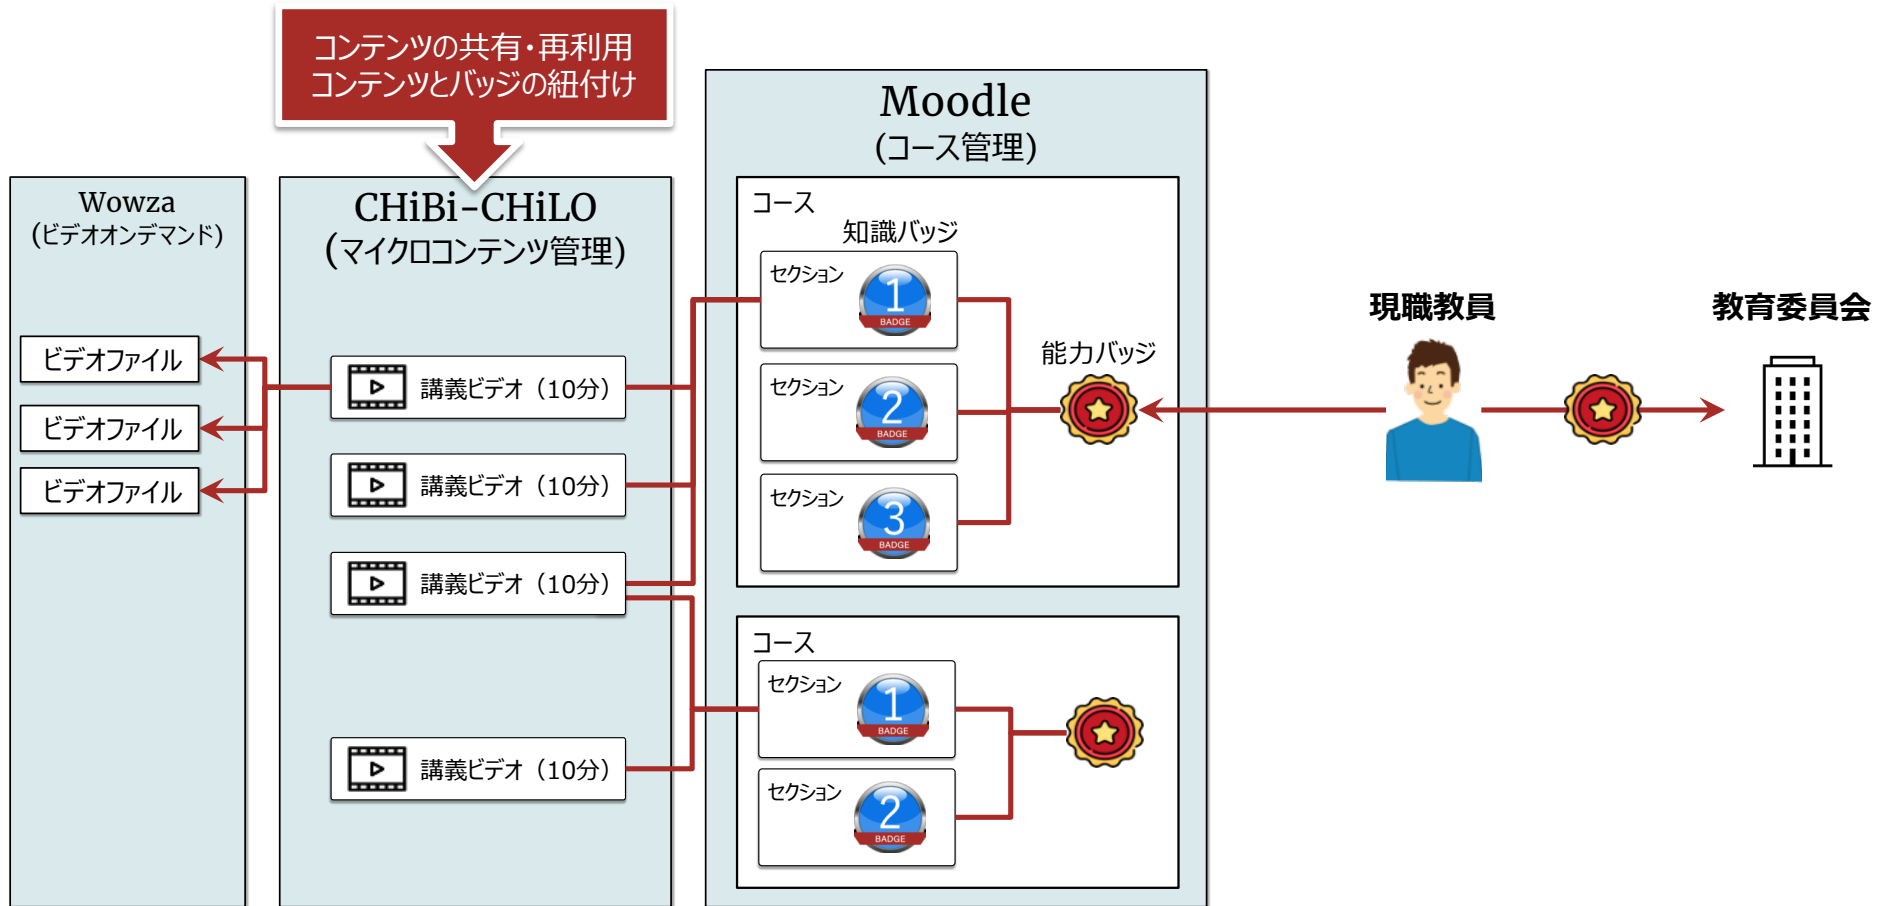 コンテンツの共有・再利用
コンテンツとバッジの紐付け
Wowza
(ビデオオンデマンド)
ビデオファイル
ビデオファイル
ビデオファイル
CHiBi-CHiLO
(マイクロコンテンツ管理)
講義ビデオ（10分）
講義ビデオ（10分）
講義ビデオ（10分）
講義ビデオ（10分）
Moodle
(コース管理)
コース
知識バッジ
セクション
1
BADGE
セクション
2
BADGE
セクション
3
BADGE
能力バッジ
コース
セクション
1
BADGE
セクション
2
BADGE
現職教員
教育委員会